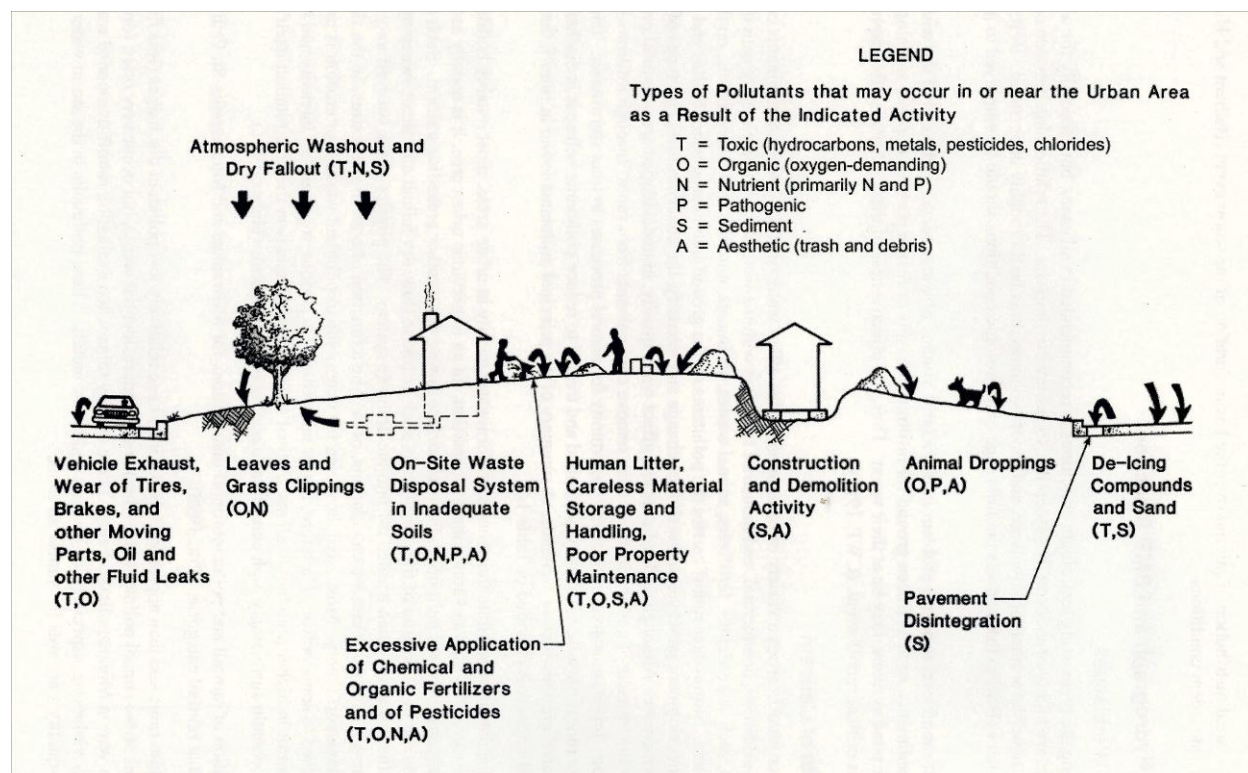 LEGEND
Types of Pollutants that may occur in or near the Urban Area
as a Result of the Indicated Activity
T = Toxic (hydrocarbons, metals, pesticides, chlorides)
O = Organic (oxygen-demanding)
N = Nutrient (primarily N and P)
P = Pathogenic
S = Sediment
A = Aesthetic (trash and debris)
Atmospheric Washout and
Dry Fallout (T,N,S)
Vehicle Exhaust,
Wear of Tires,
Brakes, and
other Moving
Parts, Oil and
other Fluid Leaks
(T,O)
Leaves and
Grass Clippings
(O,N)
On-Site Waste
Disposal System
in Inadequate
Soils
(T,O,N,P,A)
Human Litter,
Careless Material
Storage and
Handling,
Poor Property
Maintenance
(T,O,S,A)
Construction
and Demolition
Activity
(S,A)
Animal Droppings
(O,P,A)
De-Icing
Compounds
and Sand
(T,S)
Pavement
Disintegration
(S)
Excessive Application
of Chemical and
Organic Fertilizers
and of Pesticides
(T,O,N,A)